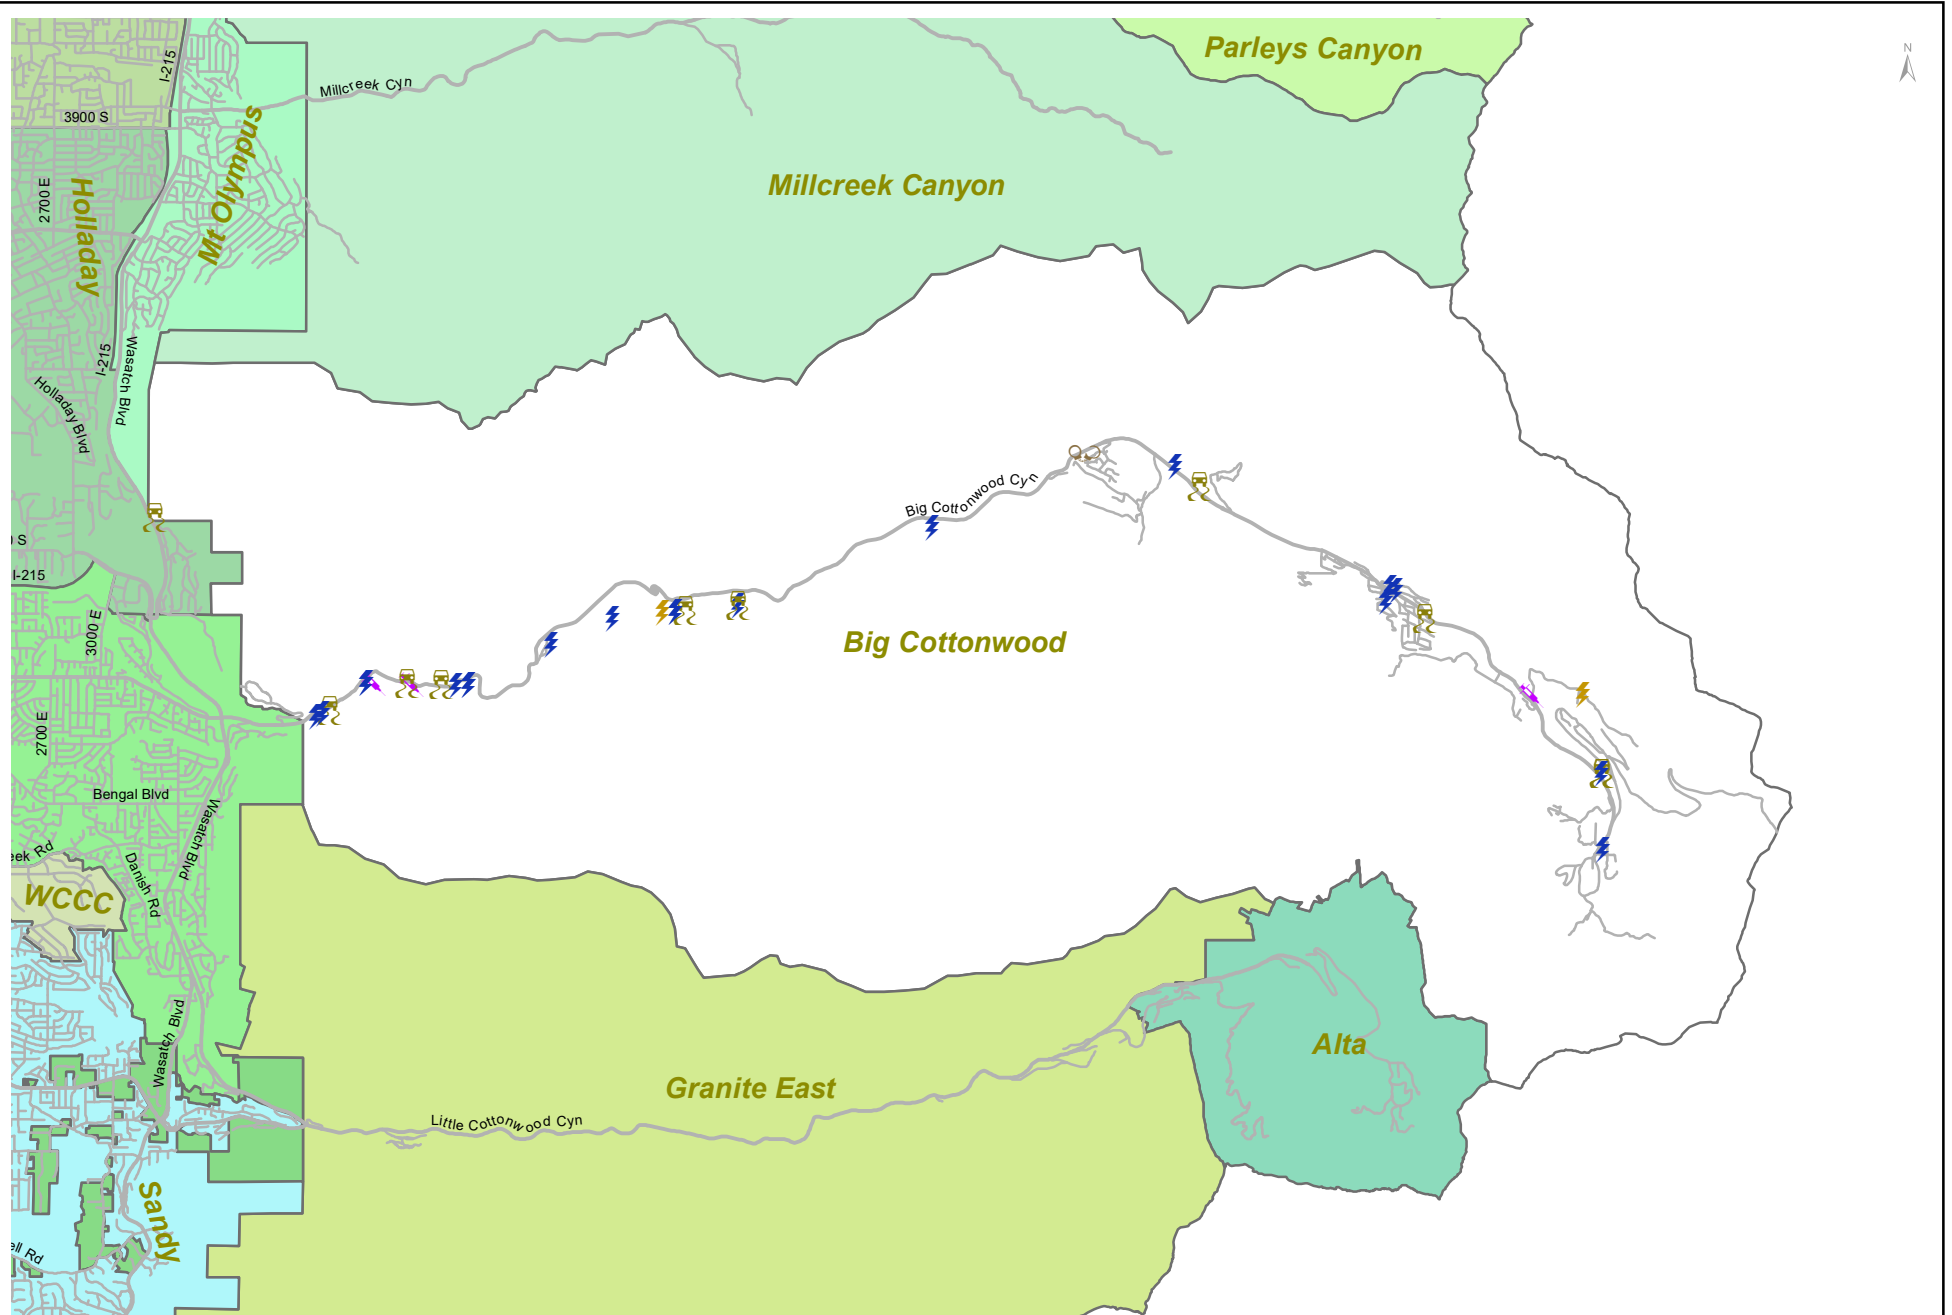 Parleys Canyon
N
I-215
Millcreek Cyn
3900 S
Mt Olympus
Millcreek Canyon
2700 E
Holladay
I-215
Wasatch Blvd
Holladay Blvd
Big Cottonwood Cyn
S
I-215
3000 E
Big Cottonwood
2700 E
Bengal Blvd
Wasatch Blvd
eek Rd
Danish Rd
WCCC
Wasatch Blvd
Alta
Granite East
Little Cottonwood Cyn
Sandy
ell Rd